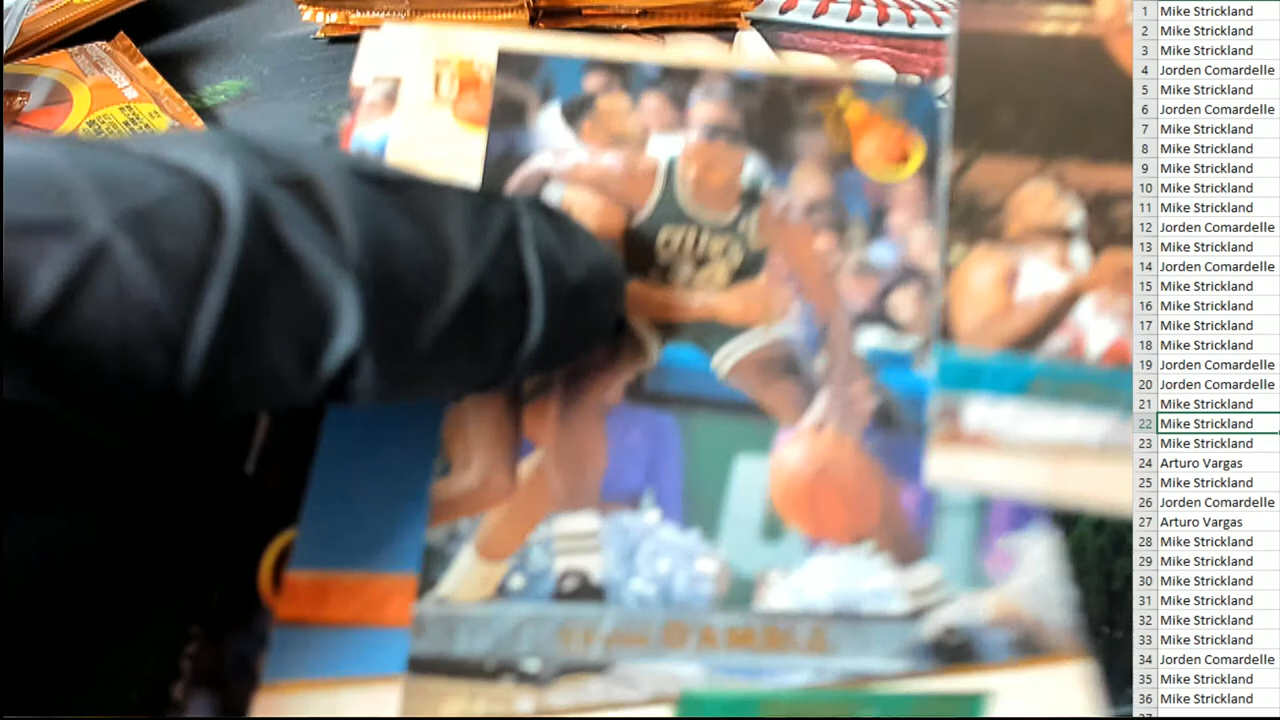 1 Mike Strickland
2 Mike Strickland
3 Mike Strickland
4 Jorden Comardelle
5 Mike Strickland
6 Jorden Comardelle
7 Mike Strickland
8 Mike Strickland
9 Mike Strickland
10 Mike Strickland
11 Mike Strickland
12 Jorden Comardelle
13 Mike Strickland
14 Jorden Comardelle
15 Mike Strickland
16 Mike Strickland
17 Mike Strickland
18 Mike Strickland
19 Jorden Comardelle
20 Jorden Comardelle
21 Mike Strickland
22 Mike Strickland
23 Mike Strickland
24 Arturo Vargas
25 Mike Strickland
26 Jorden Comardelle
27 Arturo Vargas
28 Mike Strickland
29 Mike Strickland
30 Mike Strickland
31 Mike Strickland
32 Mike Strickland
33 Mike Strickland
34 Jorden Comardelle
35 Mike Strickland
36 Mike Strickland
GAMBLE